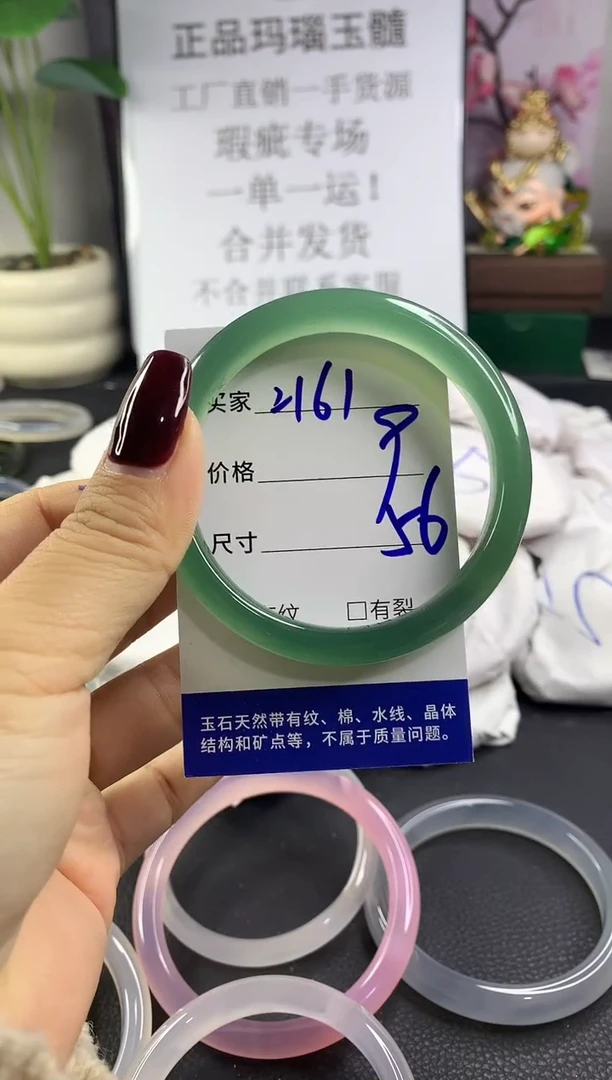 正品玛瑙玉髓
工厂直销一手货源
瑕疵专场
一单一运！
合并发货
不合并联系客服
买家 2161
价格
尺寸 56
纹 □有裂
玉石天然带有纹、棉、水线、晶体
结构和矿点等，不属于质量问题。